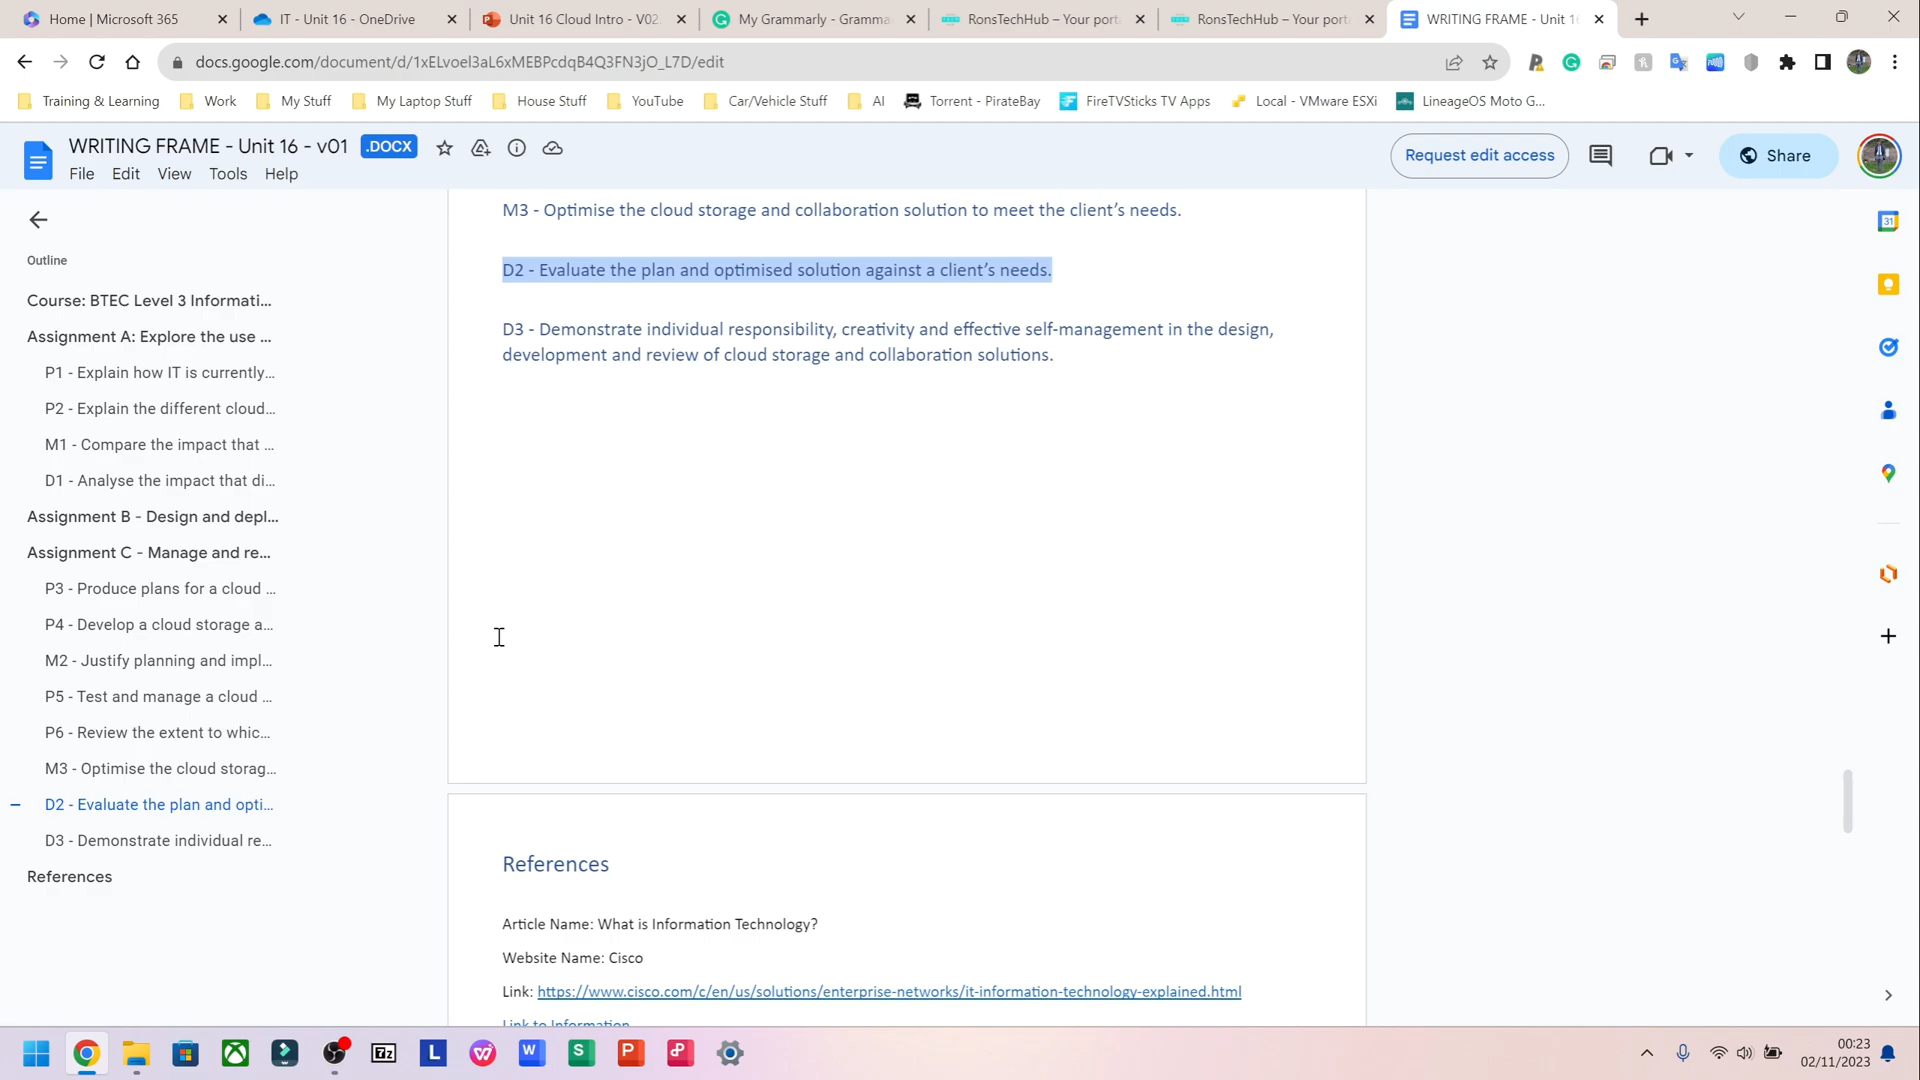 Home | Microsoft 365
IT - Unit 16 - OneDrive
Unit 16 Cloud Intro - V02.
My Grammarly - Gramma
RonsTechHub – Your port
RonsTechHub – Your port
WRITING FRAME - Unit 1
docs.google.com/document/d/1xELvoel3aL6xMEBPcdqB4Q3FN3jO_L7D/edit
Training & Learning
Work
My Stuff
My Laptop Stuff
House Stuff
YouTube
Car/Vehicle Stuff
AI
Torrent - PirateBay
FireTVSticks TV Apps
Local - VMware ESXi
LineageOS Moto G...
WRITING FRAME - Unit 16 - v01
.DOCX
File Edit View Tools Help
Request edit access
Share
Outline
Course: BTEC Level 3 Informati...
Assignment A: Explore the use ...
P1 - Explain how IT is currently...
P2 - Explain the different cloud...
M1 - Compare the impact that ...
D1 - Analyse the impact that di...
Assignment B - Design and depl...
Assignment C - Manage and re...
P3 - Produce plans for a cloud ...
P4 - Develop a cloud storage a...
M2 - Justify planning and impl...
P5 - Test and manage a cloud ...
P6 - Review the extent to whic...
M3 - Optimise the cloud storag...
D2 - Evaluate the plan and opti...
D3 - Demonstrate individual re...
References
M3 - Optimise the cloud storage and collaboration solution to meet the client’s needs.
D2 - Evaluate the plan and optimised solution against a client’s needs.
D3 - Demonstrate individual responsibility, creativity and effective self-management in the design,
development and review of cloud storage and collaboration solutions.
References
Article Name: What is Information Technology?
Website Name: Cisco
Link: https://www.cisco.com/c/en/us/solutions/enterprise-networks/it-information-technology-explained.html
Link to Information
31
7z
L
W
S
P
00:23
02/11/2023